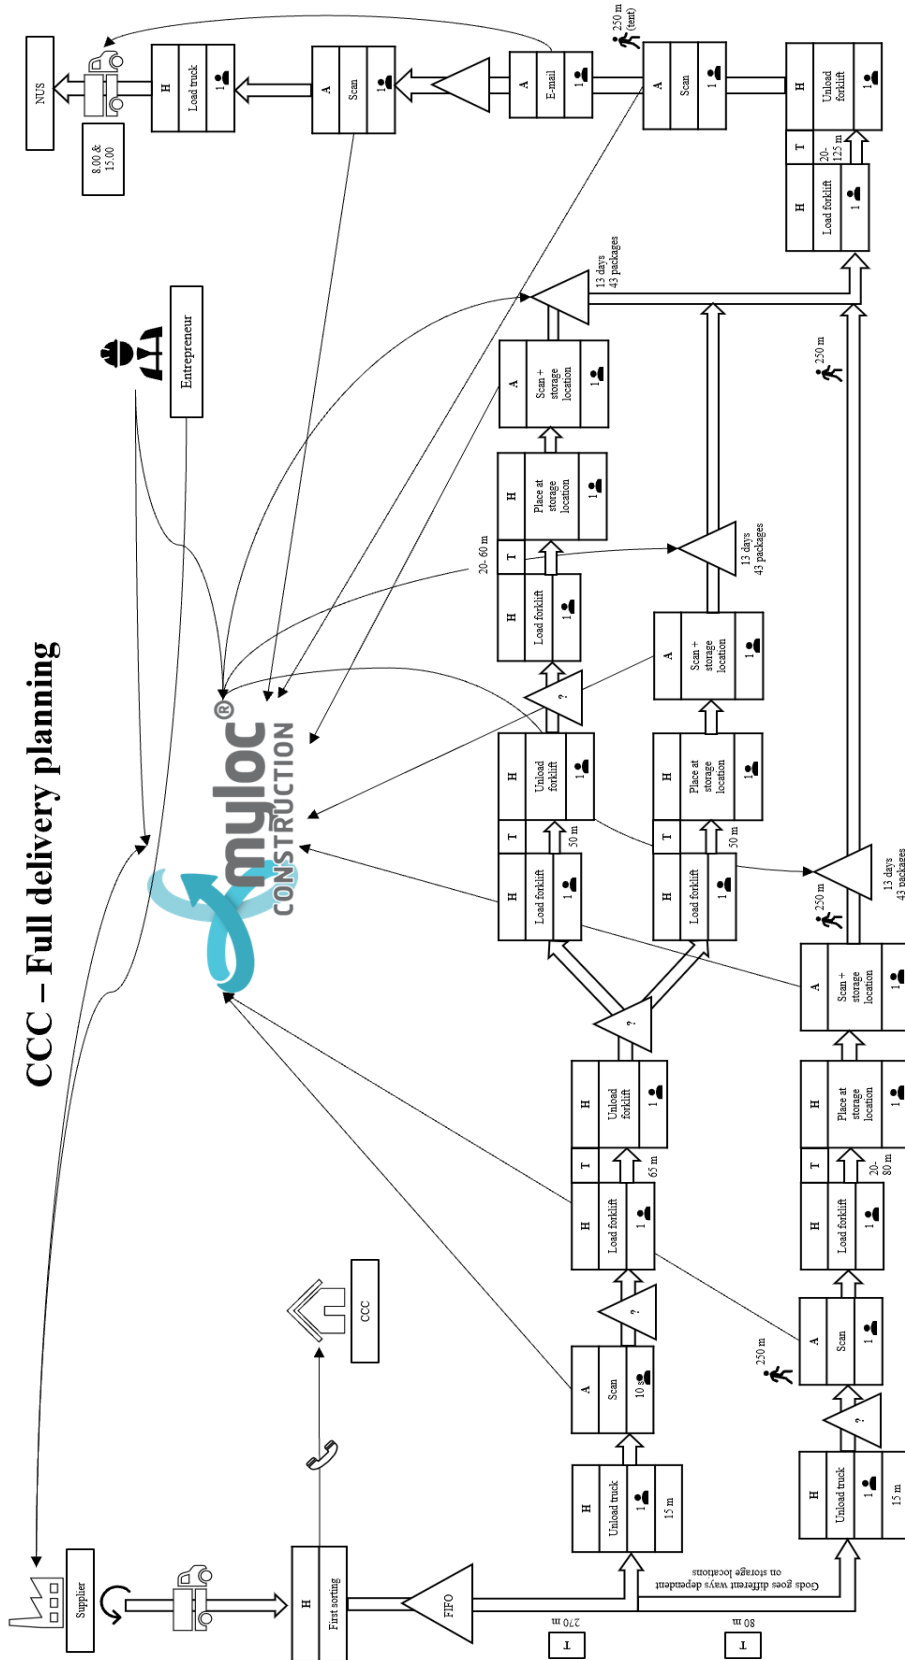 CCC – Full delivery planning
Supplier
H
First sorting
FIFO
CCC
Entrepreneur
myloc®
CONSTRUCTION
NUS
8.00 &
15.00
T
270 m
T
80 m
Gods goes different ways dependent
on storage locations
H
Unload truck
1
15 m
A
Scan
10 s
?
H
Load forklift
1
T
65 m
H
Unload
forklift
1
?
H
Load forklift
1
T
50 m
H
Unload
forklift
1
?
H
Load forklift
1
T
20- 60 m
H
Place at
storage
location
1
A
Scan +
storage
location
1
13 days
43 packages
H
Load forklift
1
T
50 m
H
Place at
storage
location
1
A
Scan +
storage
location
1
13 days
43 packages
H
Unload truck
1
15 m
?
250 m
A
Scan
1
H
Load forklift
1
T
20-
80 m
H
Place at
storage
location
1
A
Scan +
storage
location
1
250 m
13 days
43 packages
250 m
H
Load forklift
1
T
20-
125 m
H
Unload
forklift
1
A
Scan
1
250 m
(tent)
A
E-mail
1
A
Scan
1
H
Load truck
1